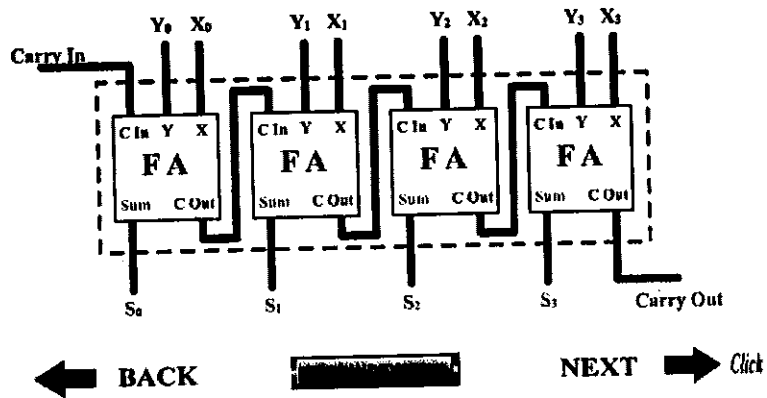 Y₀ X₀ Y₁ X₁ Y₂ X₂ Y₃ X₃
Carry In
C In Y X C In Y X C In Y X C In Y X
FA FA FA FA
Sum C Out Sum C Out Sum C Out Sum C Out
S₀ S₁ S₂ S₃ Carry Out
BACK NEXT Click